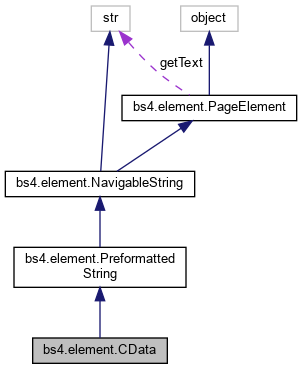 str
object
getText
bs4.element.PageElement
bs4.element.NavigableString
bs4.element.Preformatted
String
bs4.element.CData